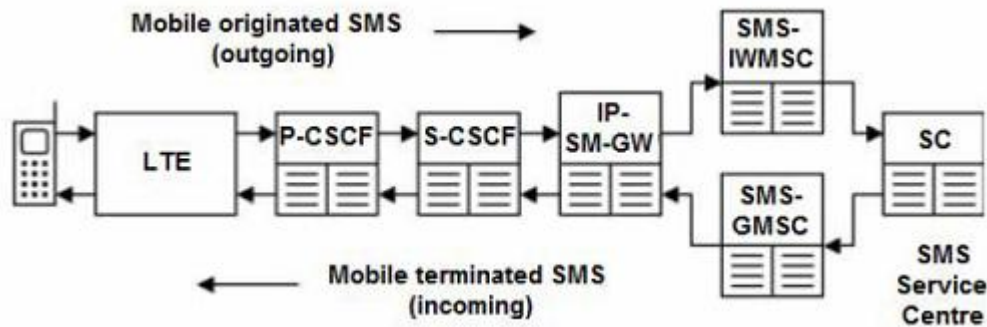 Mobile originated SMS
(outgoing)
SMS-
IWMSC
LTE
P-CSCF
S-CSCF
IP-
SM-GW
SC
SMS-
GMSC
Mobile terminated SMS
(incoming)
SMS
Service
Centre